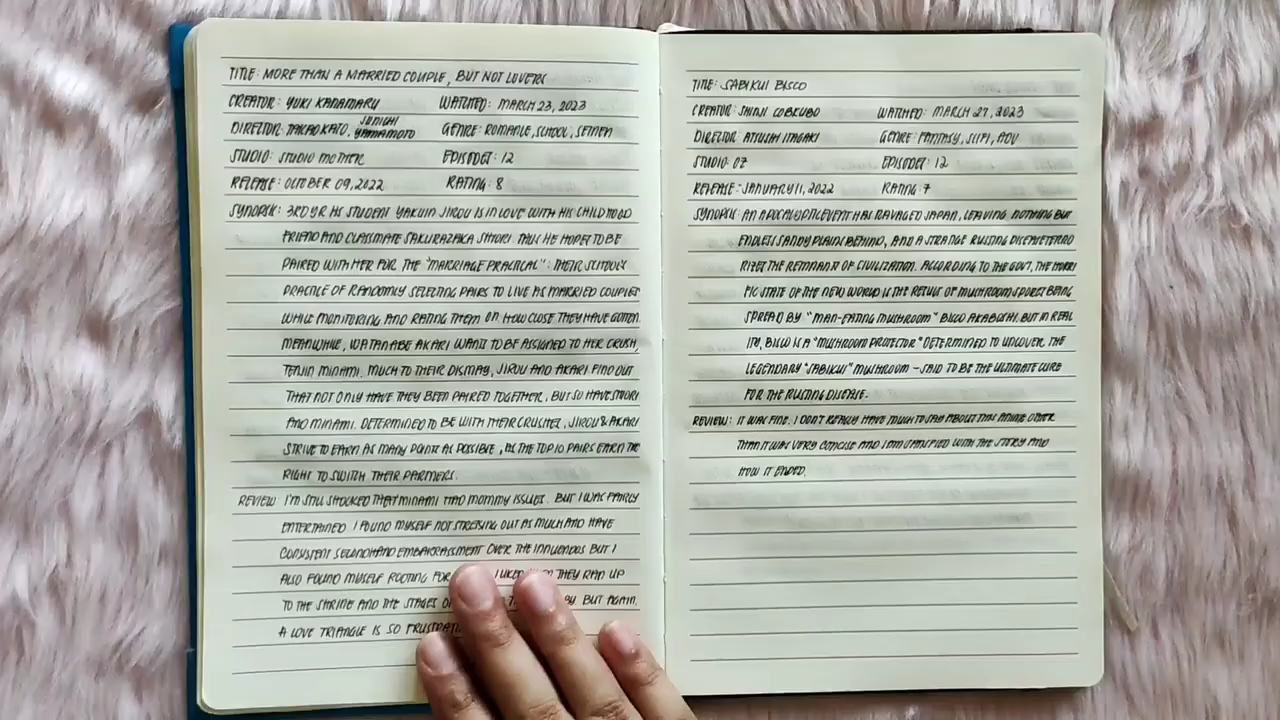 TITLE: MORE THAN A MARRIED COUPLE, BUT NOT LOVERS
CREATOR: YUKI KANAMARU WATCHED: MARCH 23, 2023
DIRECTOR: TAKAO KATO, JUNICHI YAMAMOTO GENRE: ROMANCE, SCHOOL, SEINEN
STUDIO: STUDIO MOTHER EPISODES: 12
RELEASE: OCTOBER 09, 2022 RATING: 8
SYNOPSIS: 3RD YR HS STUDENT YAKUIN JIROU IS IN LOVE WITH HIS CHILDHOOD
FRIEND AND CLASSMATE SAKURAZAKA SHIORI. THUS HE HOPES TO BE
PAIRED WITH HER FOR THE "MARRIAGE PRACTICAL": THEIR SCHOOL'S
PRACTICE OF RANDOMLY SELECTING PAIRS TO LIVE AS MARRIED COUPLES
WHILE MONITORING AND RATING THEM ON HOW CLOSE THEY HAVE GOTTEN.
MEANWHILE, WATANABE AKARI WANTS TO BE ASSIGNED TO HER CRUSH,
TENJIN MINAMI. MUCH TO THEIR DISMAY, JIROU AND AKARI FIND OUT
THAT NOT ONLY HAVE THEY BEEN PAIRED TOGETHER, BUT SO HAVE SHIORI
AND MINAMI. DETERMINED TO BE WITH THEIR CRUSHES, JIROU & AKARI
STRIVE TO EARN AS MANY POINTS AS POSSIBLE, AS THE TOP 10 PAIRS EARN THE
RIGHT TO SWITCH THEIR PARTNERS.
REVIEW: I'M STILL SHOCKED THAT MINAMI HAD MOMMY ISSUES. BUT I WAS FAIRLY
ENTERTAINED. I FOUND MYSELF NOT STRESSING OUT AS MUCH AND HAVE
CONSISTENT SECONDHAND EMBARRASSMENT OVER THE INNUENDOS BUT I
ALSO FOUND MYSELF ROOTING FOR I LIKED THEY RAN UP
TO THE SHRINE AND THE STAGES BUT AGAIN,
A LOVE TRIANGLE IS SO
TITLE: SABIKUI BISCO
CREATOR: SHINJI COBKUBO WATCHED: MARCH 27, 2023
DIRECTOR: ATSUSHI ITAGAKI GENRE: FANTASY, SCIFI, ADV
STUDIO: OZ EPISODES: 12
RELEASE: JANUARY 11, 2022 RATING: 7
SYNOPSIS: AN APOCALYPTIC EVENT HAS RAVAGED JAPAN, LEAVING NOTHING BUT
ENDLESS SANDY PLAINS BEHIND, AND A STRANGE RUSTING DISEASE TERRO
RIZES THE REMNANTS OF CIVILIZATION. ACCORDING TO THE GOV'T, THE HORRI
FIC STATE OF THE NEW WORLD IS THE RESULT OF MUSHROOM SPORES BEING
SPREAD BY "MAN-EATING MUSHROOM" BISCO AKABOSHI. BUT IN REAL
ITY, BISCO IS A "MUSHROOM PROTECTOR" DETERMINED TO UNCOVER THE
LEGENDARY "SABIKUI" MUSHROOM – SAID TO BE THE ULTIMATE CURE
FOR THE RUSTING DISEASE.
REVIEW: IT WAS FINE. I DON'T REALLY HAVE MUCH TO SAY ABOUT THIS ANIME OTHER
THAN IT WAS VERY CONCISE AND I AM SATISFIED WITH THE STORY AND
HOW IT ENDED.